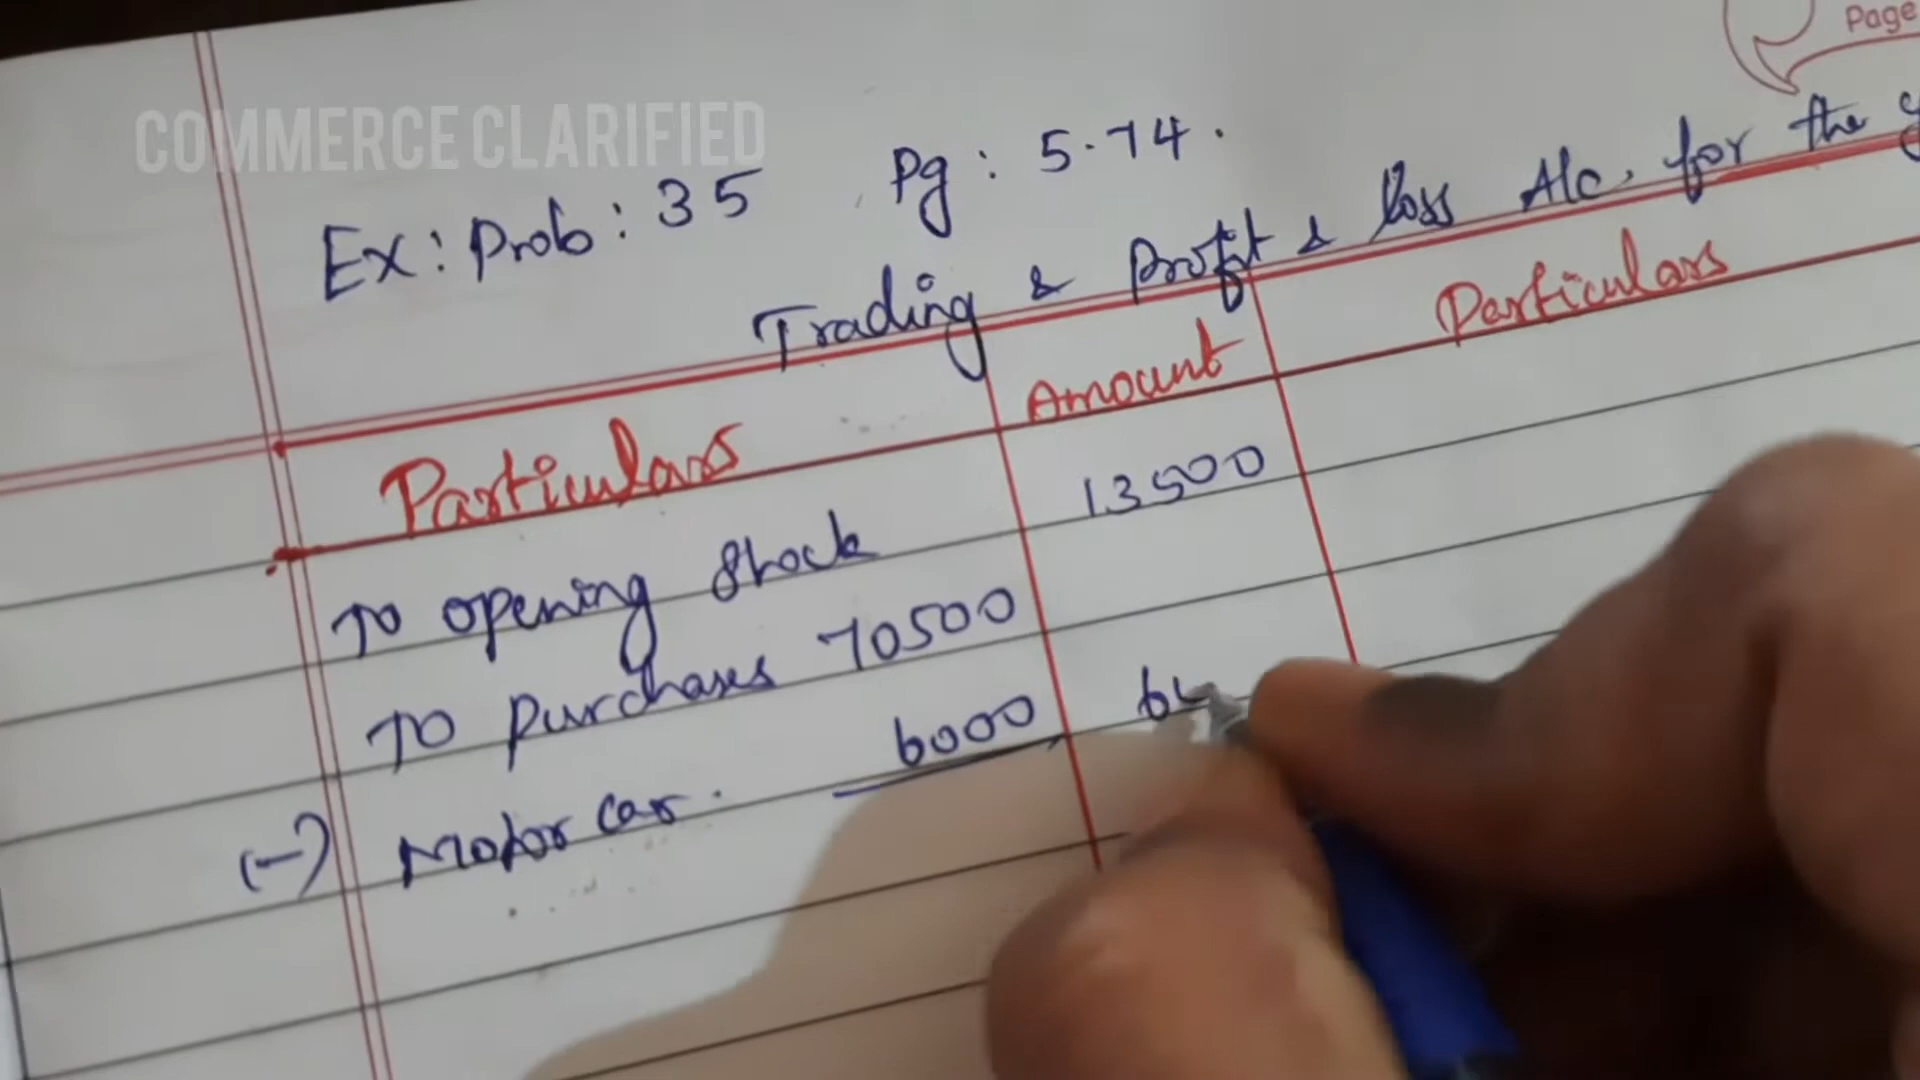 Page
COMMERCE CLARIFIED
Ex: Prob: 35 Pg: 5.74.
Trading & Profit & loss A/c. for the y
Particulars Amount Particulars
To opening Stock 13500
To purchases 70500
(-) Motor car. 6000 64